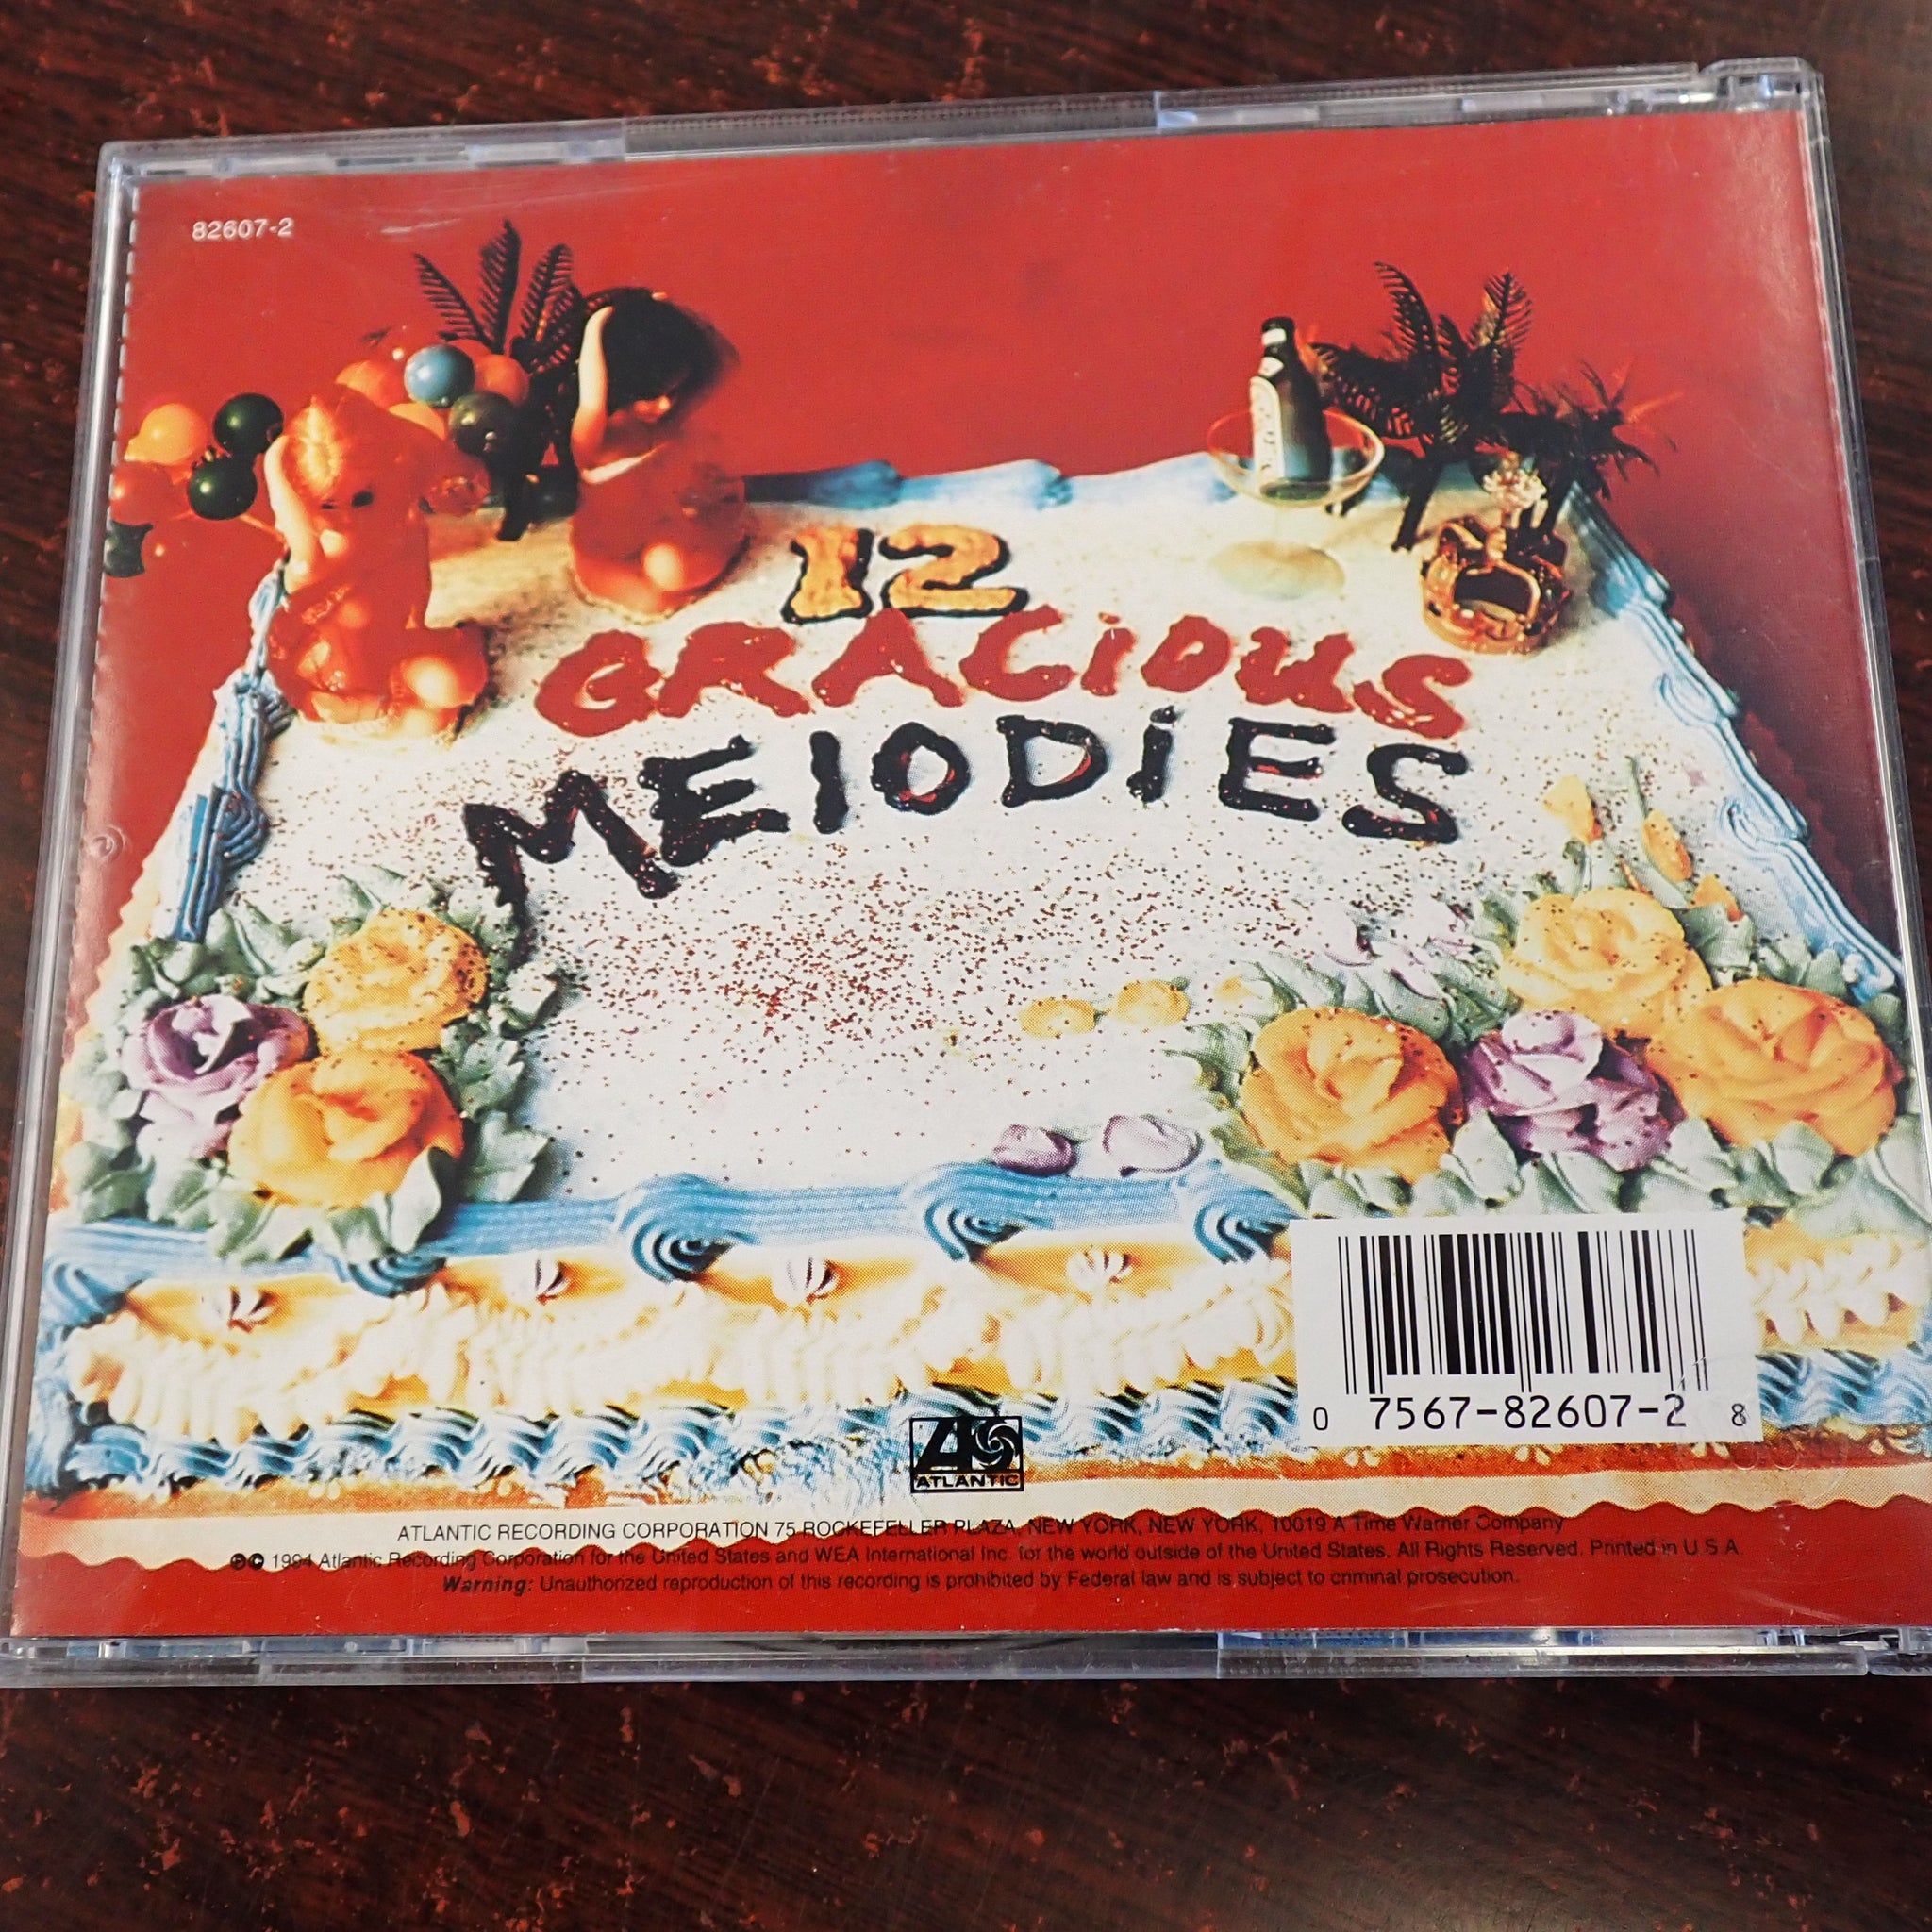 82607-2
12
GRACiOUS
MElODiES
0 7567-82607-2 8
ATLANTIC
ATLANTIC RECORDING CORPORATION 75 ROCKEFELLER PLAZA, NEW YORK, NEW YORK, 10019 A Time Warner Company
℗© 1994 Atlantic Recording Corporation for the United States and WEA International Inc. for the world outside of the United States. All Rights Reserved. Printed in U.S.A.
Warning: Unauthorized reproduction of this recording is prohibited by Federal law and is subject to criminal prosecution.